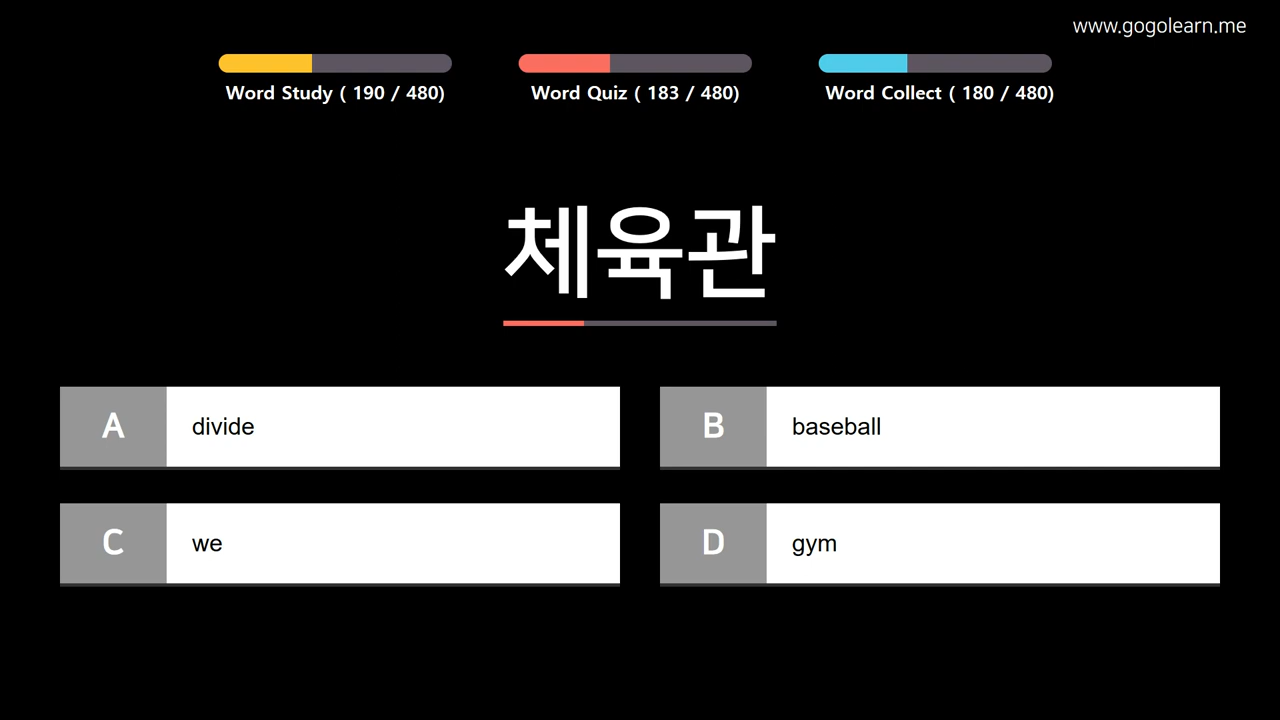 www.gogolearn.me
Word Study ( 190 / 480)
Word Quiz ( 183 / 480)
Word Collect ( 180 / 480)
체육관
A divide
B baseball
C we
D gym